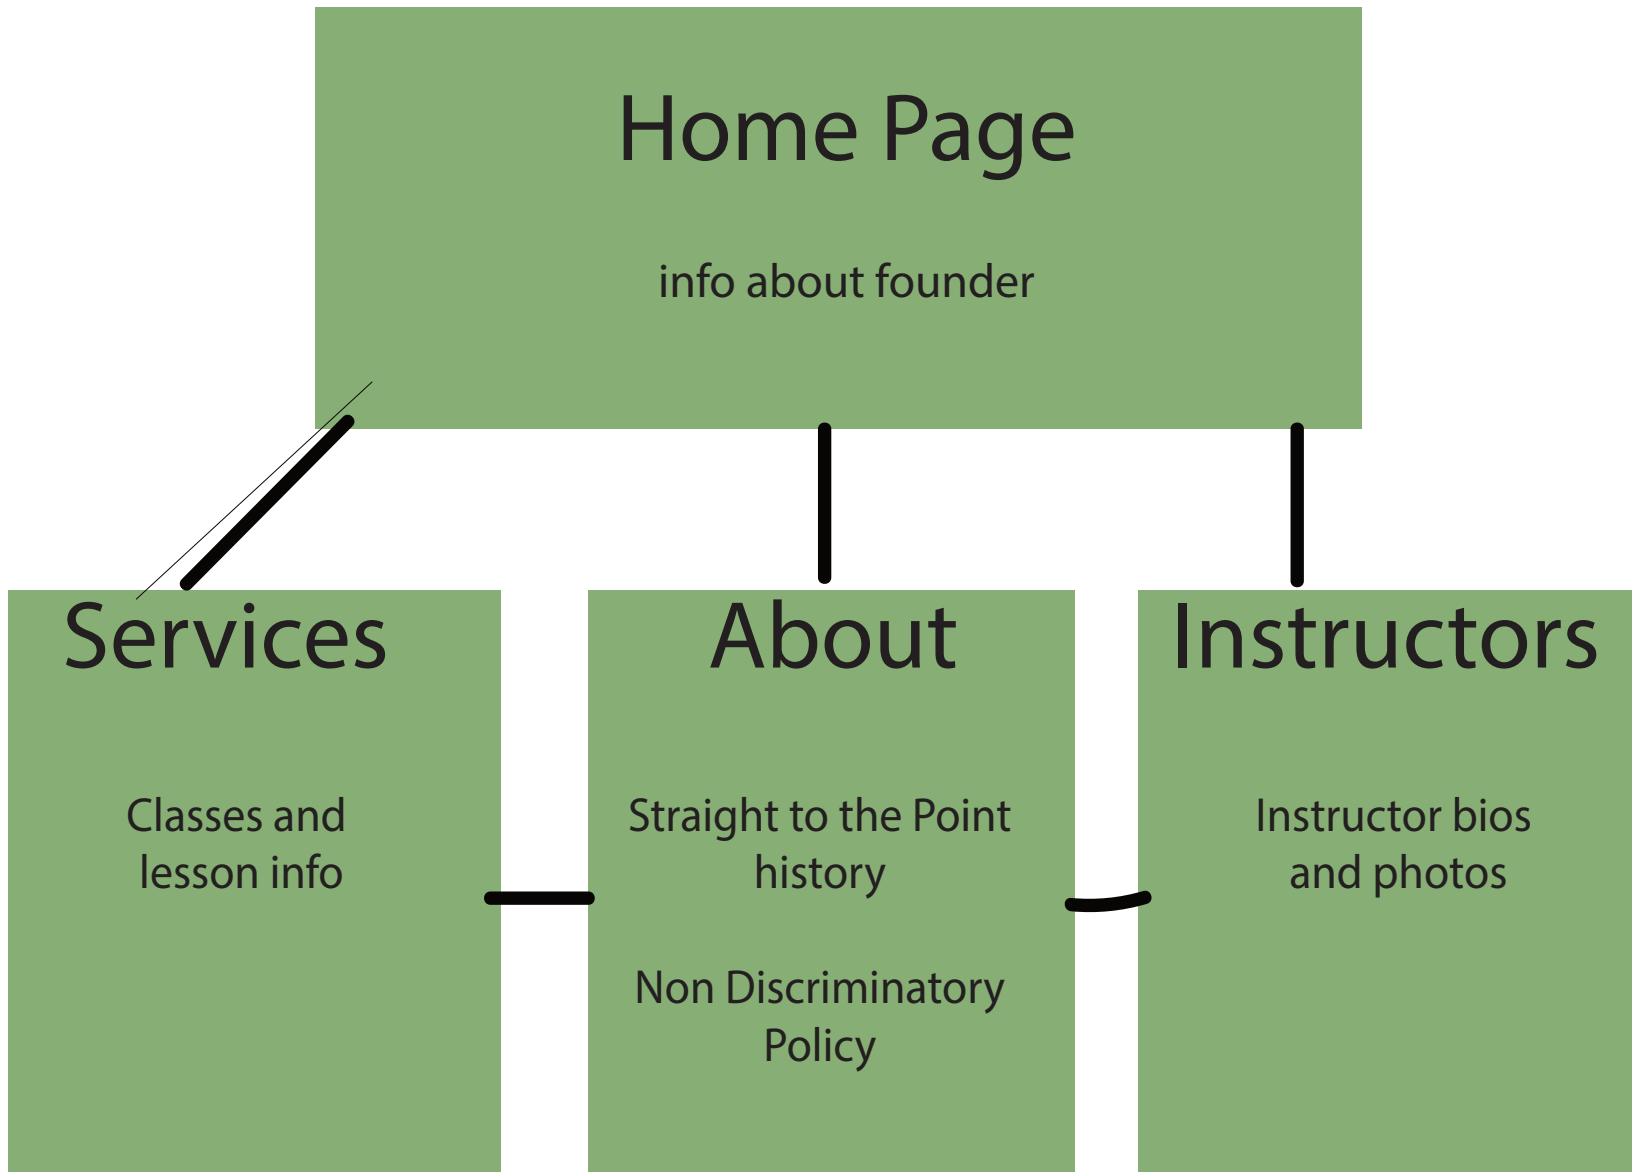 Home Page
info about founder
Services
Classes and
lesson info
About
Straight to the Point
history
Non Discriminatory
Policy
Instructors
Instructor bios
and photos